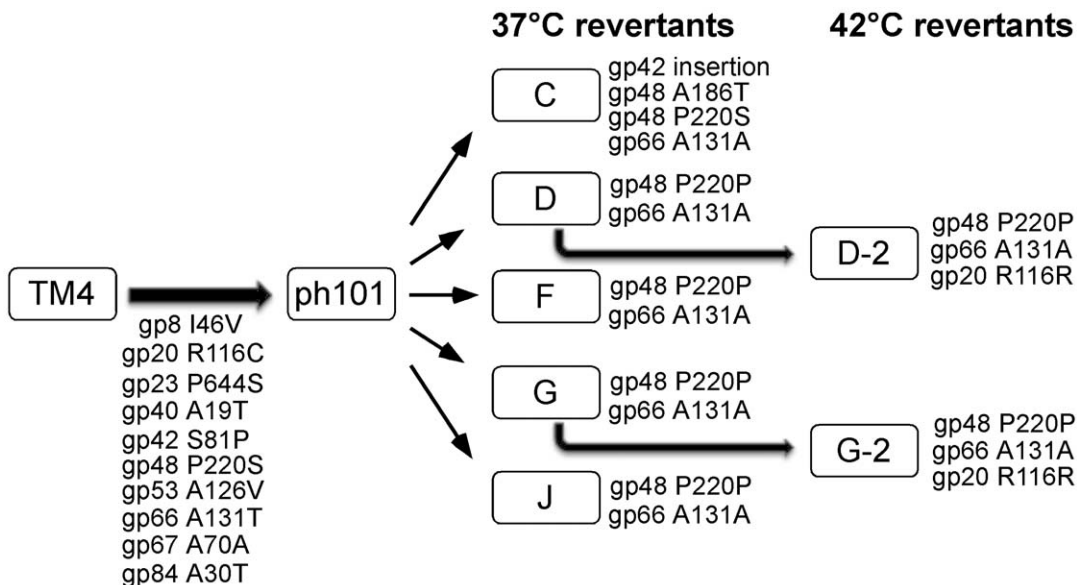 37°C revertants
42°C revertants
TM4
gp8 I46V
gp20 R116C
gp23 P644S
gp40 A19T
gp42 S81P
gp48 P220S
gp53 A126V
gp66 A131T
gp67 A70A
gp84 A30T
ph101
C
gp42 insertion
gp48 A186T
gp48 P220S
gp66 A131A
D
gp48 P220P
gp66 A131A
F
gp48 P220P
gp66 A131A
G
gp48 P220P
gp66 A131A
J
gp48 P220P
gp66 A131A
D-2
gp48 P220P
gp66 A131A
gp20 R116R
G-2
gp48 P220P
gp66 A131A
gp20 R116R